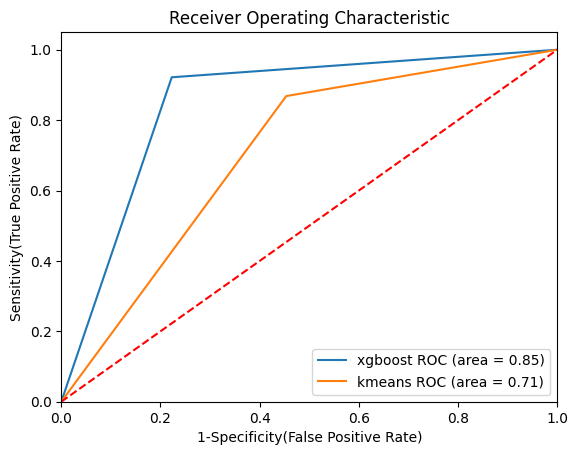 Receiver Operating Characteristic
Sensitivity(True Positive Rate)
1.0
0.8
0.6
0.4
0.2
0.0
xgboost ROC (area = 0.85)
kmeans ROC (area = 0.71)
0.0 0.2 0.4 0.6 0.8 1.0
1-Specificity(False Positive Rate)